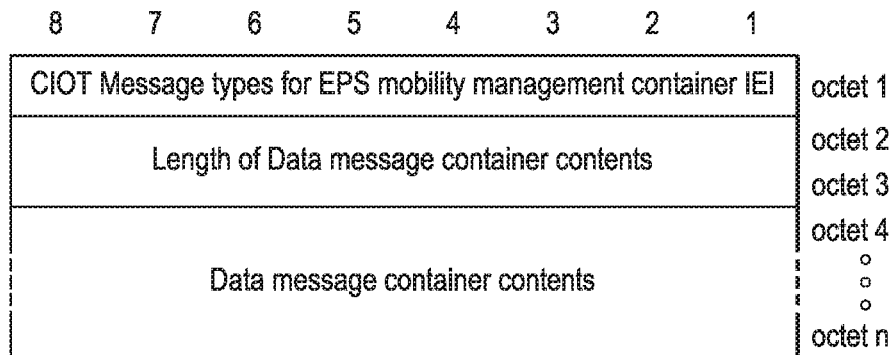 8 7 6 5 4 3 2 1
CIOT Message types for EPS mobility management container IEI octet 1
octet 2
Length of Data message container contents
octet 3
octet 4
Data message container contents
octet n